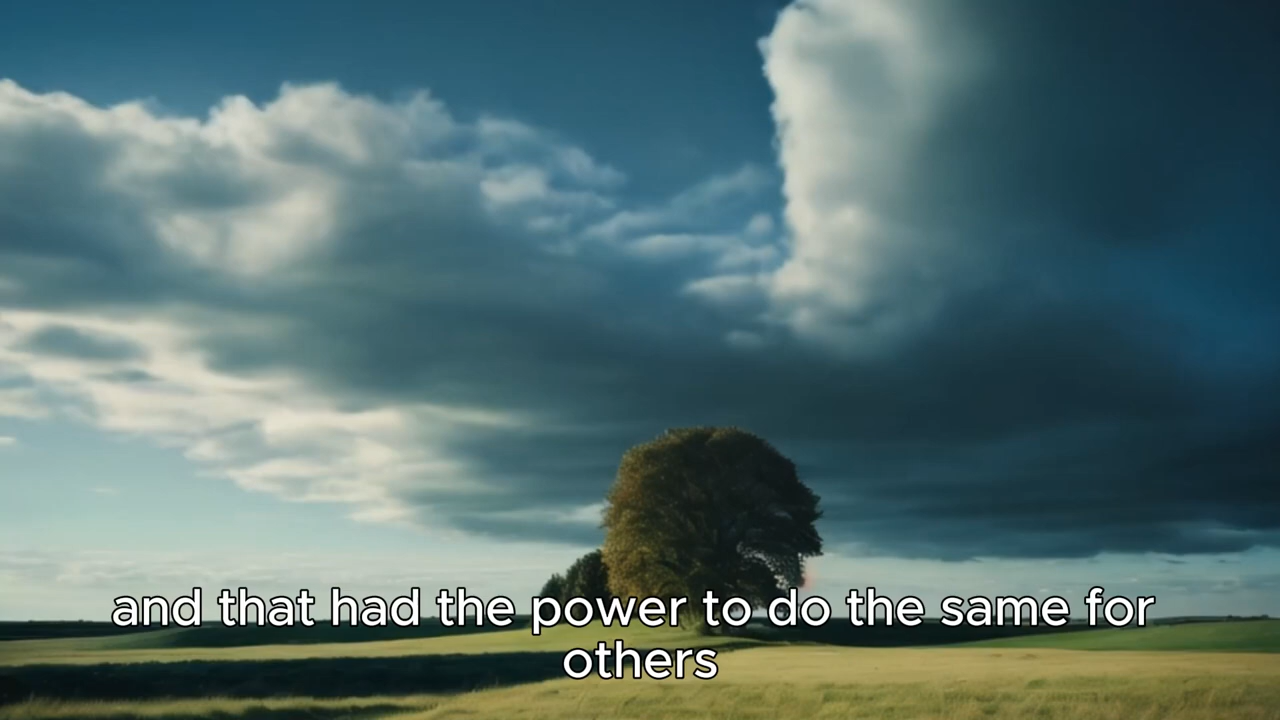 and that had the power to do the same for
others